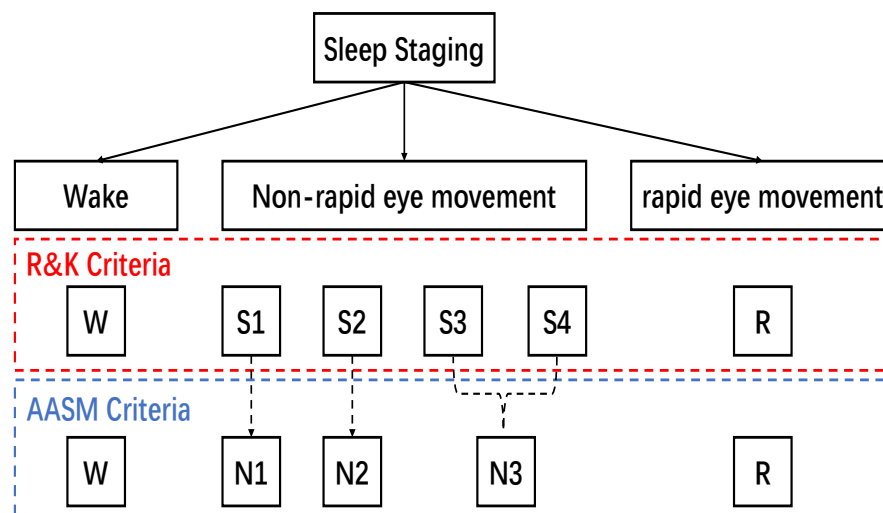 Sleep Staging
Wake
Non-rapid eye movement
rapid eye movement
R&K Criteria
W
S1
S2
S3
S4
R
AASM Criteria
W
N1
N2
N3
R